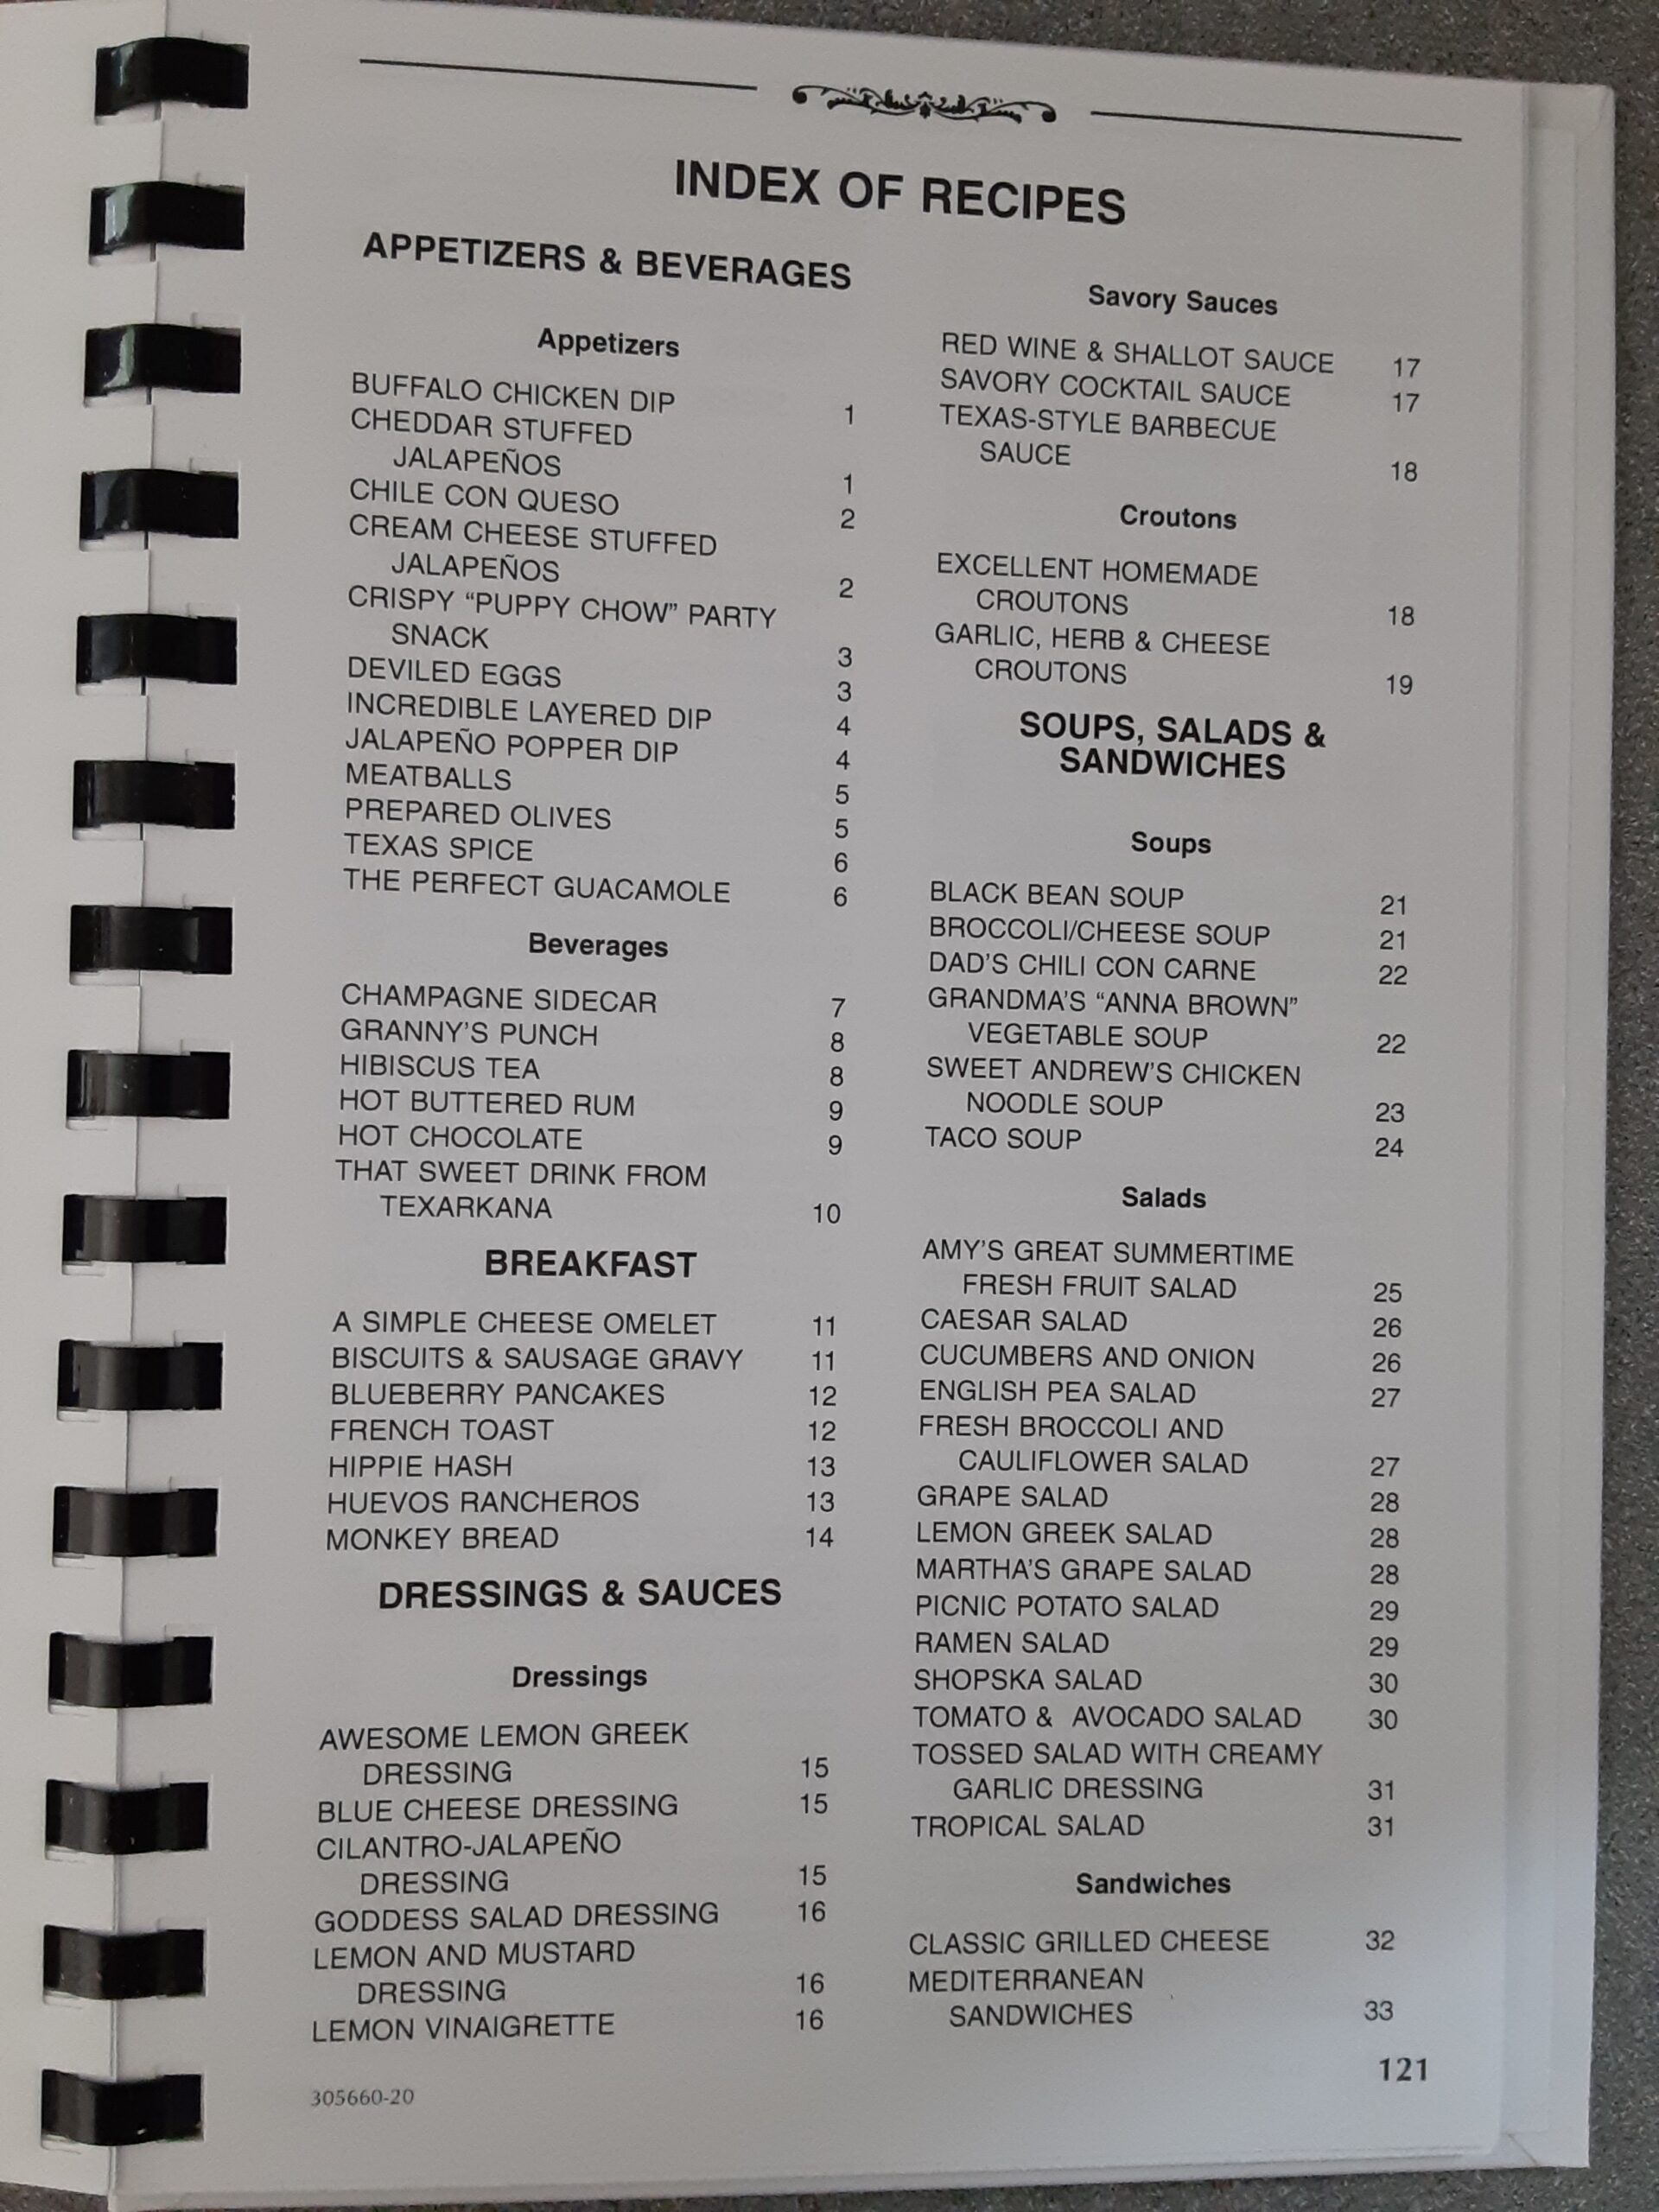 INDEX OF RECIPES
APPETIZERS & BEVERAGES
Appetizers
BUFFALO CHICKEN DIP 1
CHEDDAR STUFFED
JALAPEÑOS 1
CHILE CON QUESO 2
CREAM CHEESE STUFFED
JALAPEÑOS 2
CRISPY “PUPPY CHOW” PARTY
SNACK 3
DEVILED EGGS 3
INCREDIBLE LAYERED DIP 4
JALAPEÑO POPPER DIP 4
MEATBALLS 5
PREPARED OLIVES 5
TEXAS SPICE 6
THE PERFECT GUACAMOLE 6
Beverages
CHAMPAGNE SIDECAR 7
GRANNY’S PUNCH 8
HIBISCUS TEA 8
HOT BUTTERED RUM 9
HOT CHOCOLATE 9
THAT SWEET DRINK FROM
TEXARKANA 10
BREAKFAST
A SIMPLE CHEESE OMELET 11
BISCUITS & SAUSAGE GRAVY 11
BLUEBERRY PANCAKES 12
FRENCH TOAST 12
HIPPIE HASH 13
HUEVOS RANCHEROS 13
MONKEY BREAD 14
DRESSINGS & SAUCES
Dressings
AWESOME LEMON GREEK
DRESSING 15
BLUE CHEESE DRESSING 15
CILANTRO-JALAPEÑO
DRESSING 15
GODDESS SALAD DRESSING 16
LEMON AND MUSTARD
DRESSING 16
LEMON VINAIGRETTE 16
Savory Sauces
RED WINE & SHALLOT SAUCE 17
SAVORY COCKTAIL SAUCE 17
TEXAS-STYLE BARBECUE
SAUCE 18
Croutons
EXCELLENT HOMEMADE
CROUTONS 18
GARLIC, HERB & CHEESE
CROUTONS 19
SOUPS, SALADS &
SANDWICHES
Soups
BLACK BEAN SOUP 21
BROCCOLI/CHEESE SOUP 21
DAD’S CHILI CON CARNE 22
GRANDMA’S “ANNA BROWN”
VEGETABLE SOUP 22
SWEET ANDREW’S CHICKEN
NOODLE SOUP 23
TACO SOUP 24
Salads
AMY’S GREAT SUMMERTIME
FRESH FRUIT SALAD 25
CAESAR SALAD 26
CUCUMBERS AND ONION 26
ENGLISH PEA SALAD 27
FRESH BROCCOLI AND
CAULIFLOWER SALAD 27
GRAPE SALAD 28
LEMON GREEK SALAD 28
MARTHA’S GRAPE SALAD 28
PICNIC POTATO SALAD 29
RAMEN SALAD 29
SHOPSKA SALAD 30
TOMATO & AVOCADO SALAD 30
TOSSED SALAD WITH CREAMY
GARLIC DRESSING 31
TROPICAL SALAD 31
Sandwiches
CLASSIC GRILLED CHEESE 32
MEDITERRANEAN
SANDWICHES 33
305660-20
121